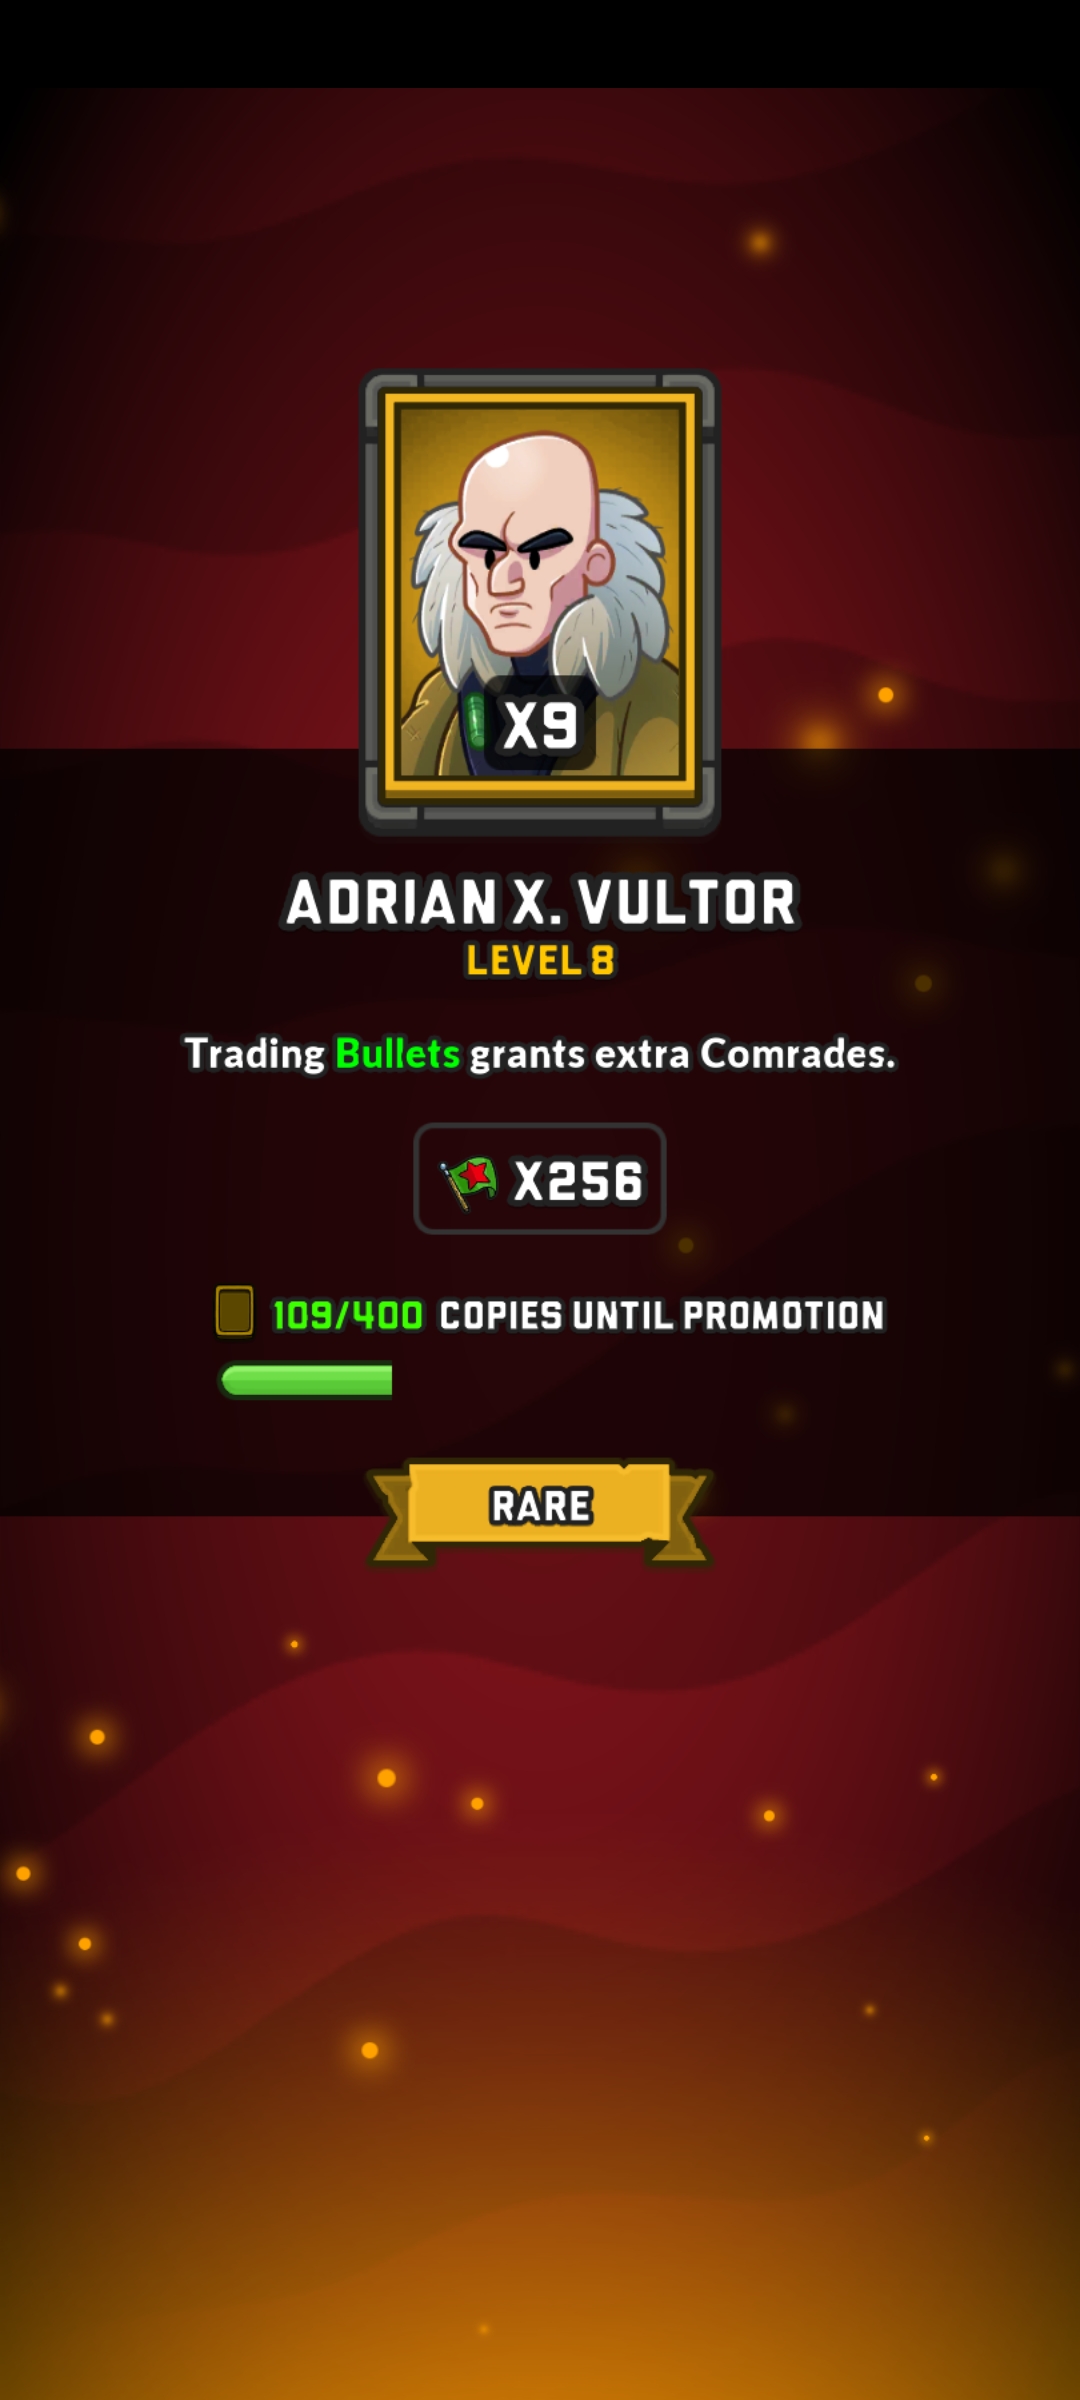 X9
ADRIAN X. VULTOR
LEVEL 8
Trading Bullets grants extra Comrades.
X256
109/400 COPIES UNTIL PROMOTION
RARE